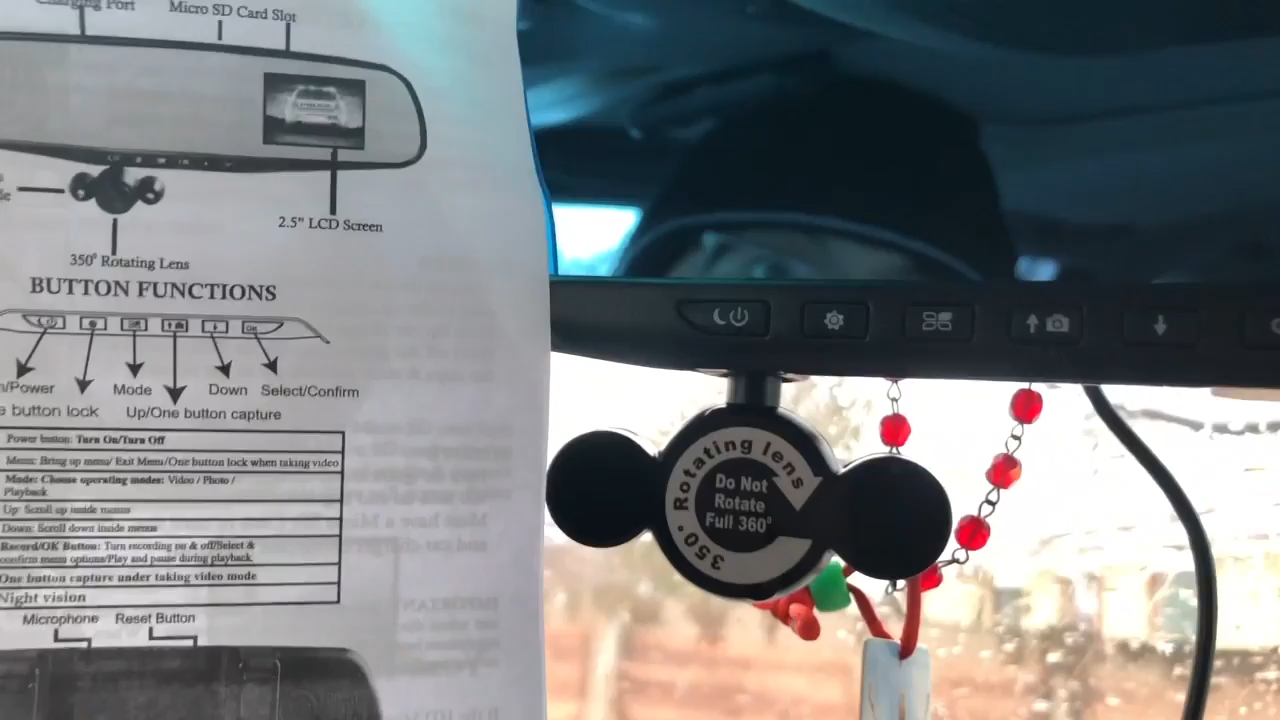 Charging Port
Micro SD Card Slot
2.5" LCD Screen
350° Rotating Lens
BUTTON FUNCTIONS
/Power
Mode
Down
Select/Confirm
button lock
Up/One button capture
Power button: Turn On/Turn Off
Menu: Bring up menu/ Exit Menu/One button lock when taking video
Mode: Choose operating modes: Video / Photo /
Playback
Up: Scroll up inside menus
Down: Scroll down inside menus
Record/OK Button: Turn recording on & off/Select &
confirm menu options/Play and pause during playback
One button capture under taking video mode
Night vision
Microphone
Reset Button
350° Rotating lens
Do Not
Rotate
Full 360°